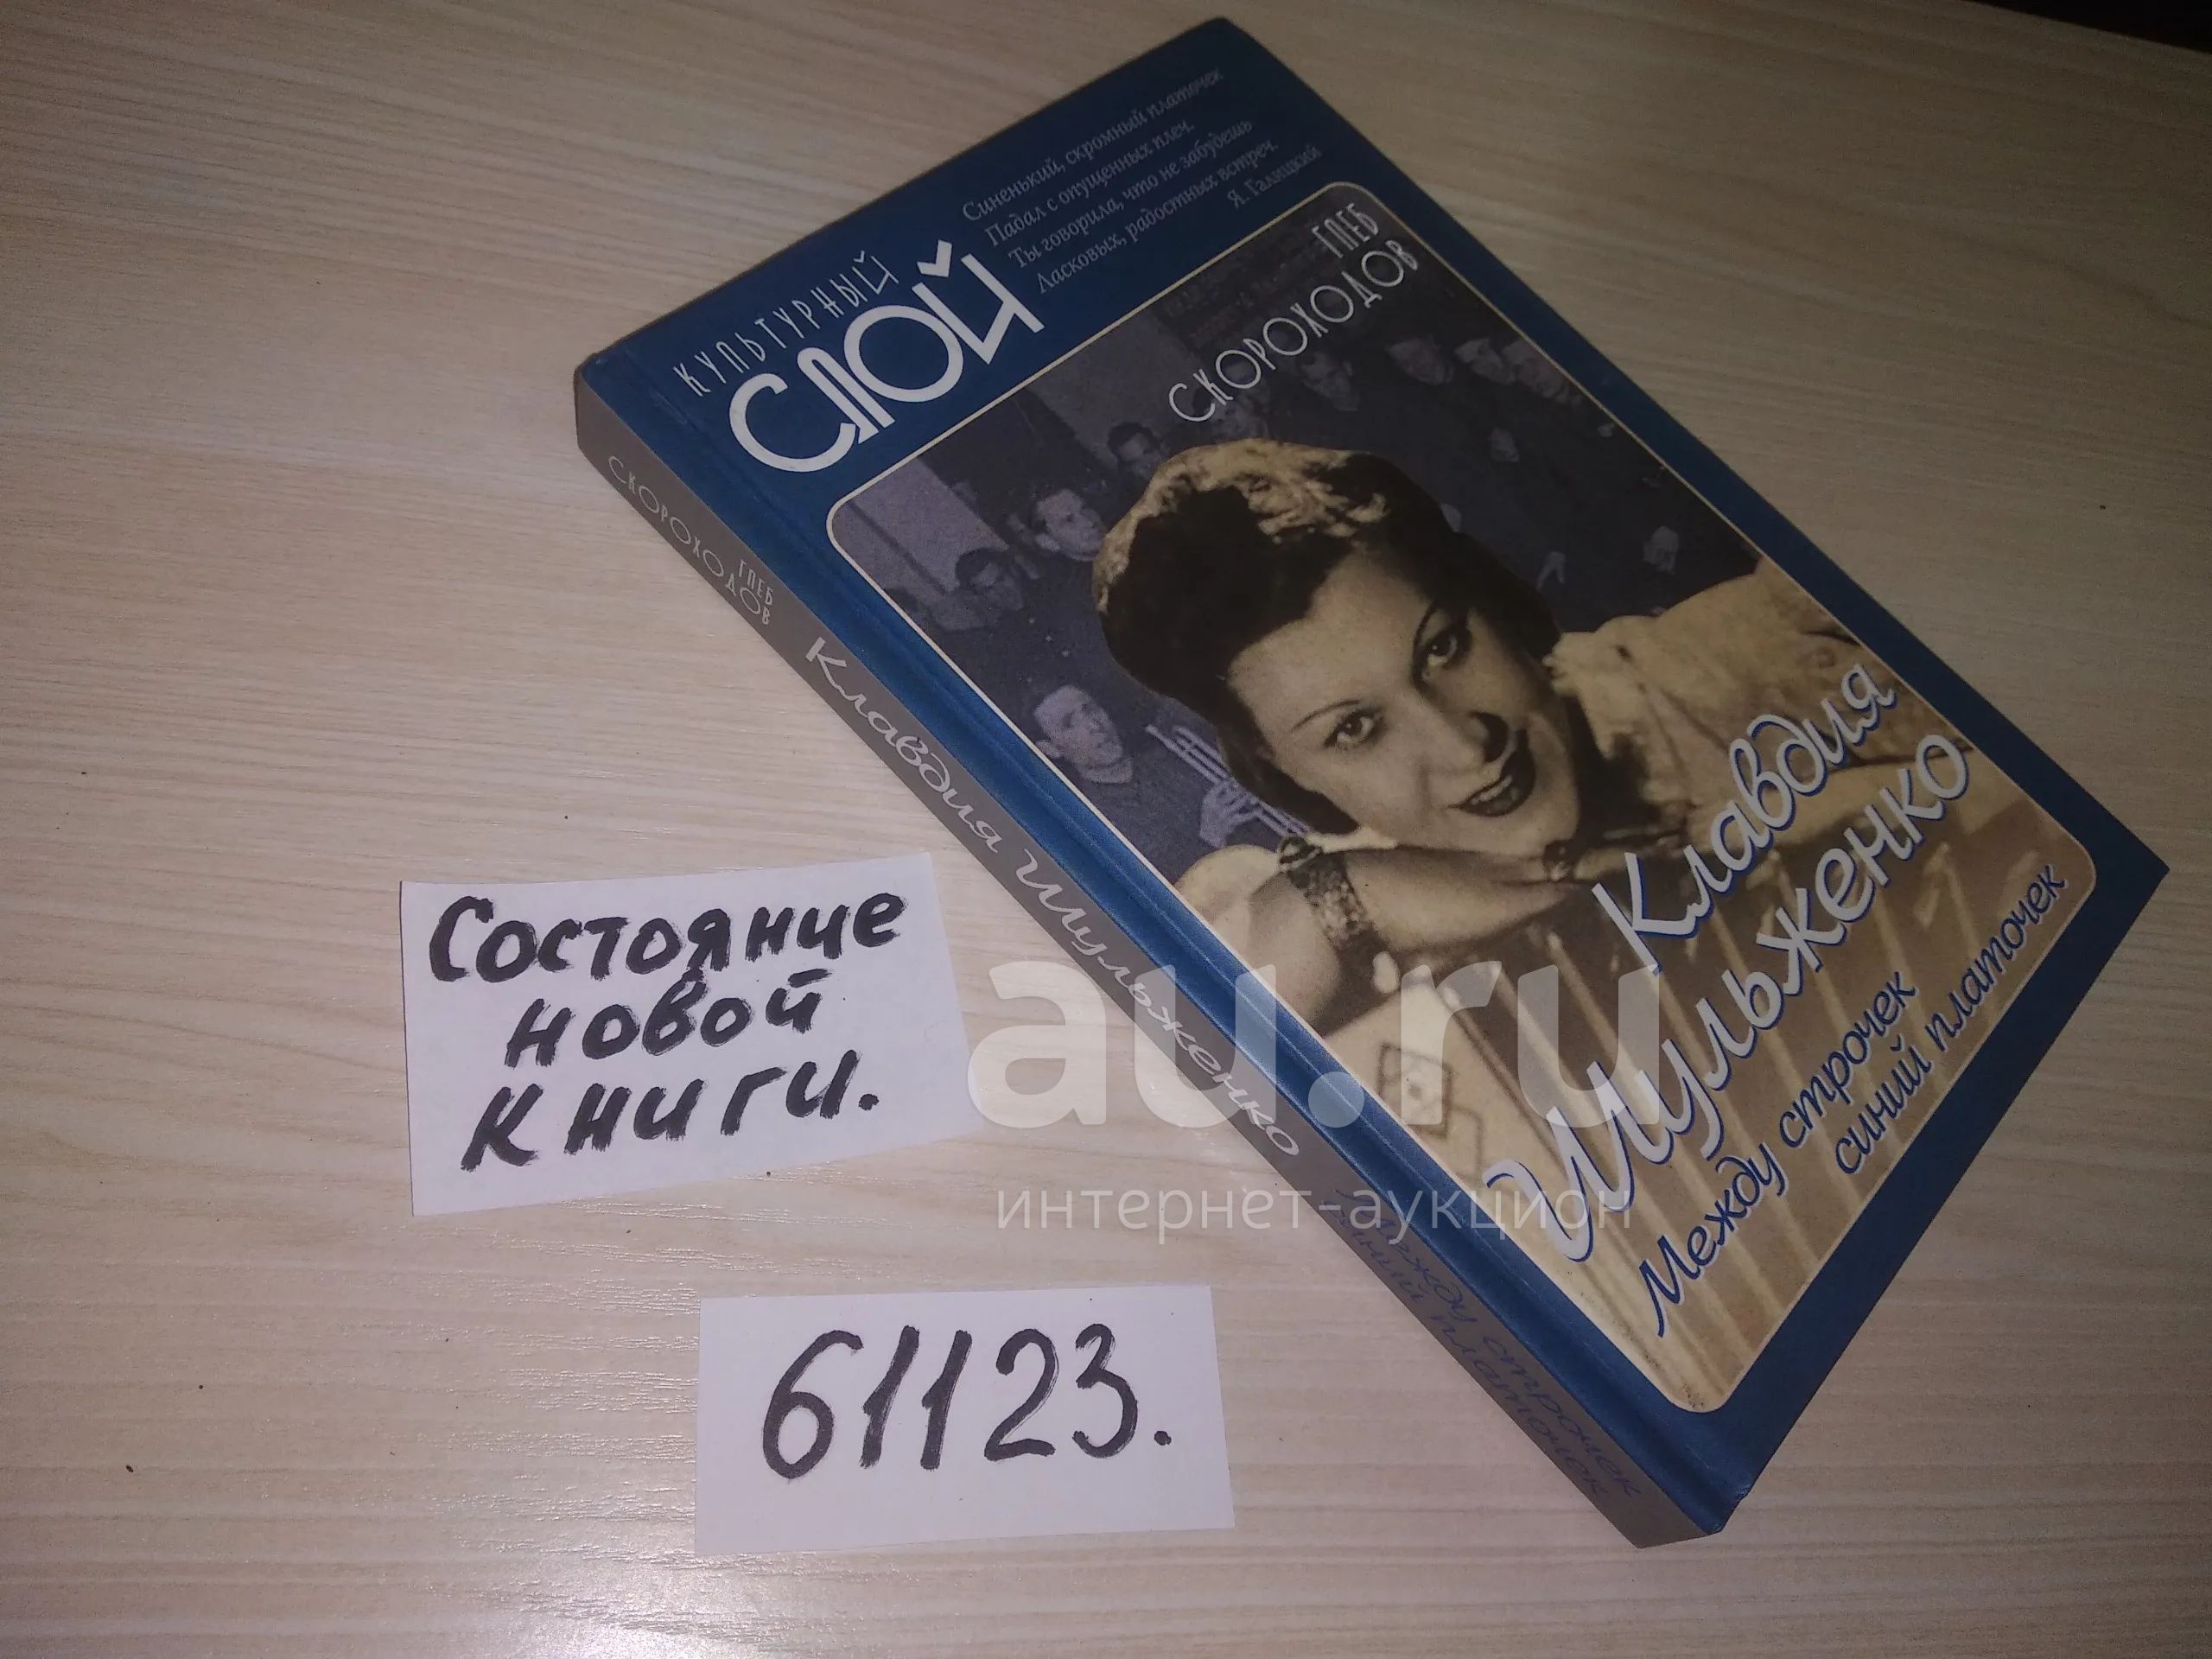 КУЛЬТУРНЫЙ
СЛОЙ
Синенький, скромный платочек
Падал с опущенных плеч.
Ты говорила, что не забудешь
Ласковых, радостных встреч.
Я. Галицкий
ГЛЕБ
СКОРОХОДОВ
Клавдия
Шульженко
Между строчек
синий платочек
ГЛЕБ
СКОРОХОДОВ
Клавдия Шульженко
Между строчек
синий платочек
Состояние
новой
книги.
61123.
au.ru
интернет-аукцион